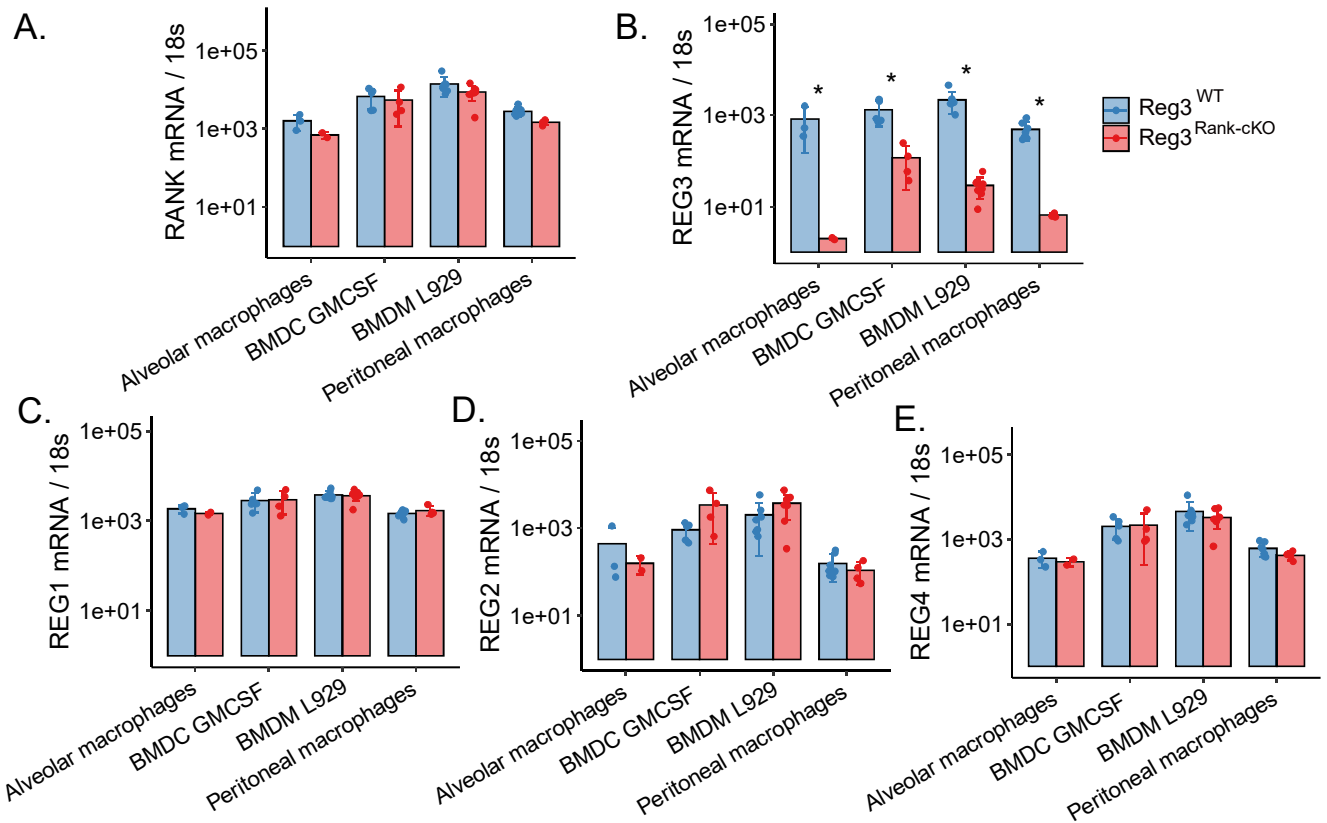 A.
RANK mRNA / 18s
1e+05
1e+03
1e+01
Alveolar macrophages
BMDC GMCSF
BMDM L929
Peritoneal macrophages
B.
REG3 mRNA / 18s
1e+05
1e+03
1e+01
*
*
*
*
Alveolar macrophages
BMDC GMCSF
BMDM L929
Peritoneal macrophages
Reg3 WT
Reg3 Rank-cKO
C.
REG1 mRNA / 18s
1e+05
1e+03
1e+01
Alveolar macrophages
BMDC GMCSF
BMDM L929
Peritoneal macrophages
D.
REG2 mRNA / 18s
1e+05
1e+03
1e+01
Alveolar macrophages
BMDC GMCSF
BMDM L929
Peritoneal macrophages
E.
REG4 mRNA / 18s
1e+05
1e+03
1e+01
Alveolar macrophages
BMDC GMCSF
BMDM L929
Peritoneal macrophages